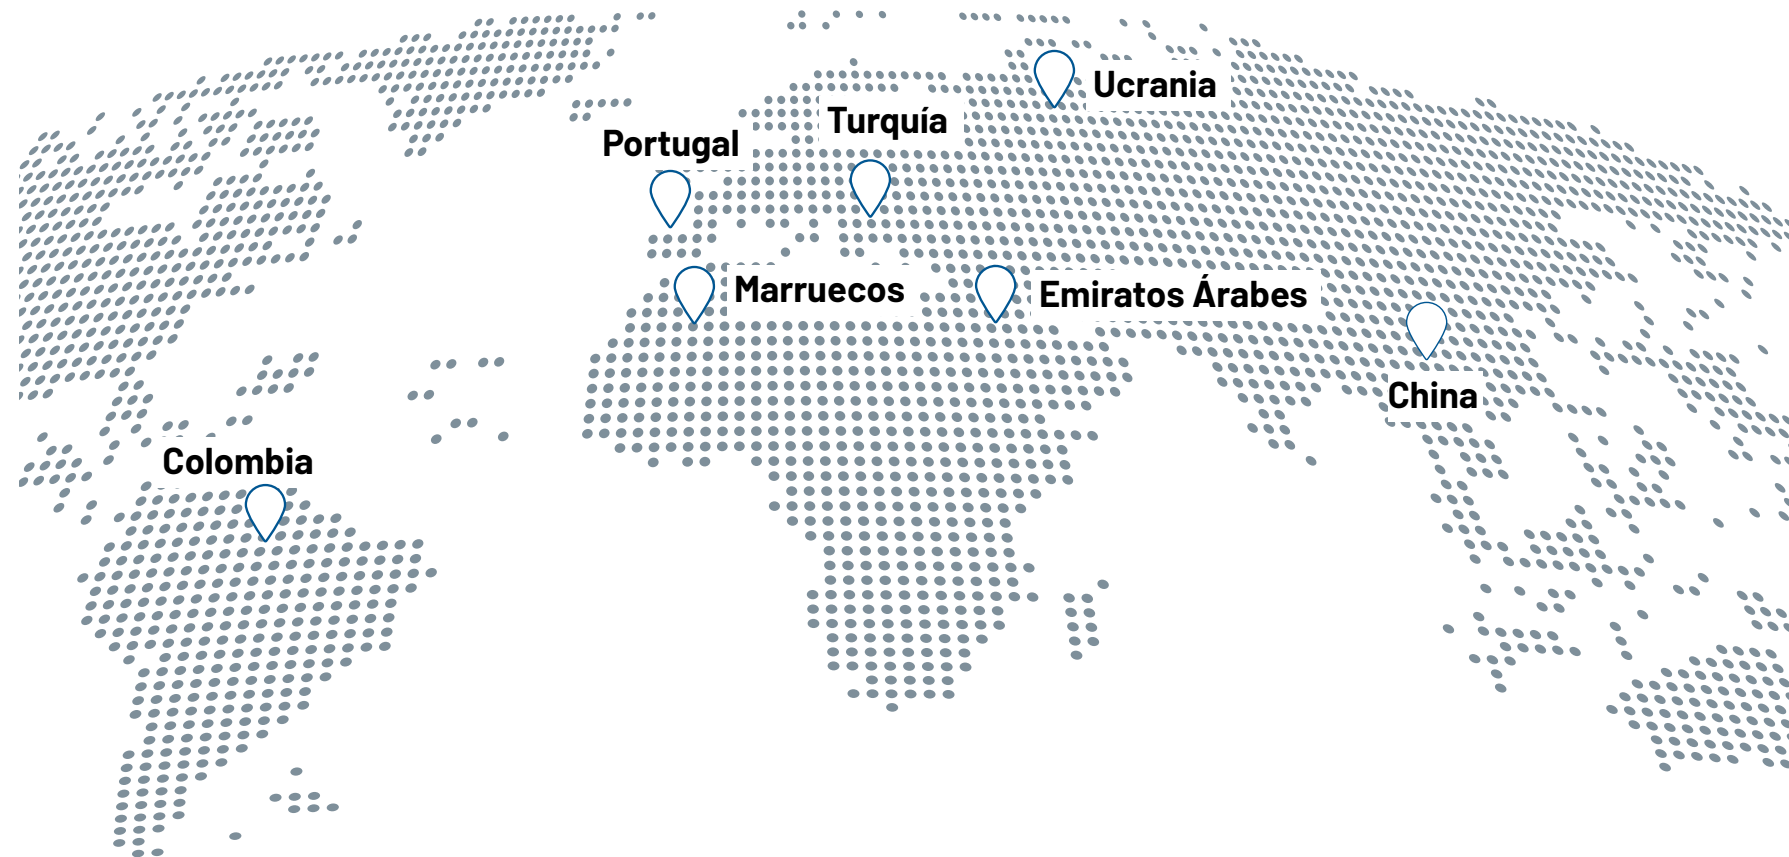 Ucrania
Turquía
Portugal
Marruecos
Emiratos Árabes
China
Colombia